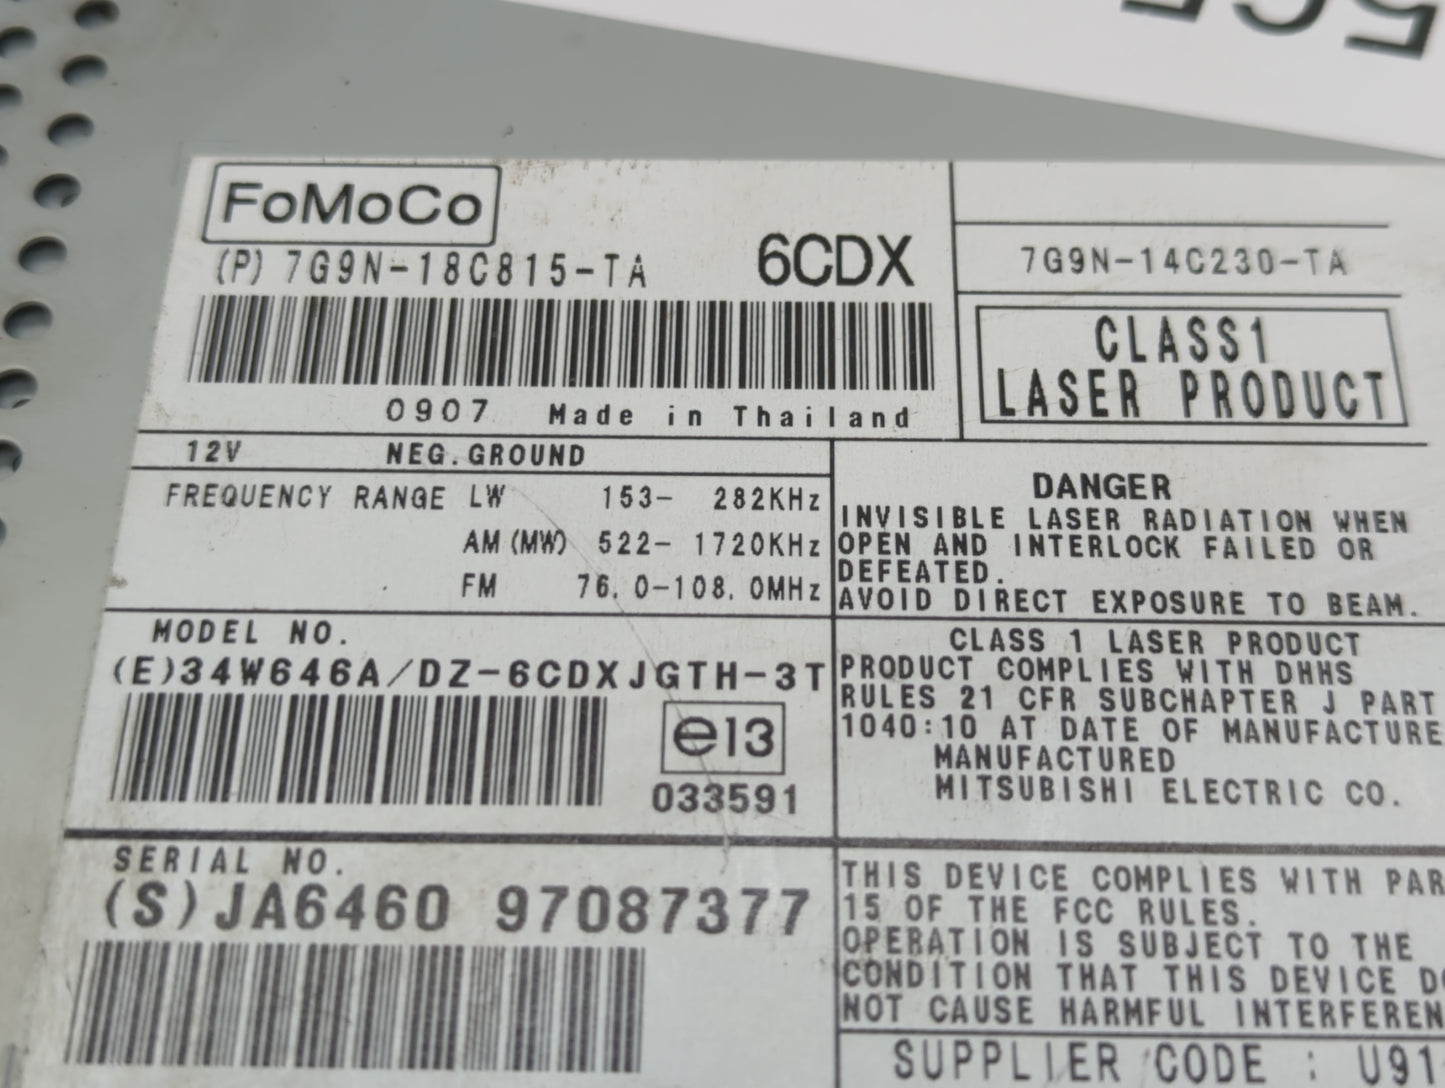 FoMoCo
(P) 7G9N-18C815-TA
6CDX
0907 Made in Thailand
7G9N-14C230-TA
CLASS1
LASER PRODUCT
12V NEG.GROUND
FREQUENCY RANGE LW 153- 282KHz
AM (MW) 522- 1720KHz
FM 76.0-108.0MHz
DANGER
INVISIBLE LASER RADIATION WHEN
OPEN AND INTERLOCK FAILED OR
DEFEATED.
AVOID DIRECT EXPOSURE TO BEAM.
MODEL NO.
(E)34W646A/DZ-6CDXJGTH-3T
e13
033591
CLASS 1 LASER PRODUCT
PRODUCT COMPLIES WITH DHHS
RULES 21 CFR SUBCHAPTER J PART
1040:10 AT DATE OF MANUFACTURE
MANUFACTURED
MITSUBISHI ELECTRIC CO.
SERIAL NO.
(S)JA6460 97087377
THIS DEVICE COMPLIES WITH
15 OF THE FCC RULES.
OPERATION IS SUBJECT TO THE
CONDITION THAT THIS DEVICE
NOT CAUSE HARMFUL
SUPPLIER CODE :